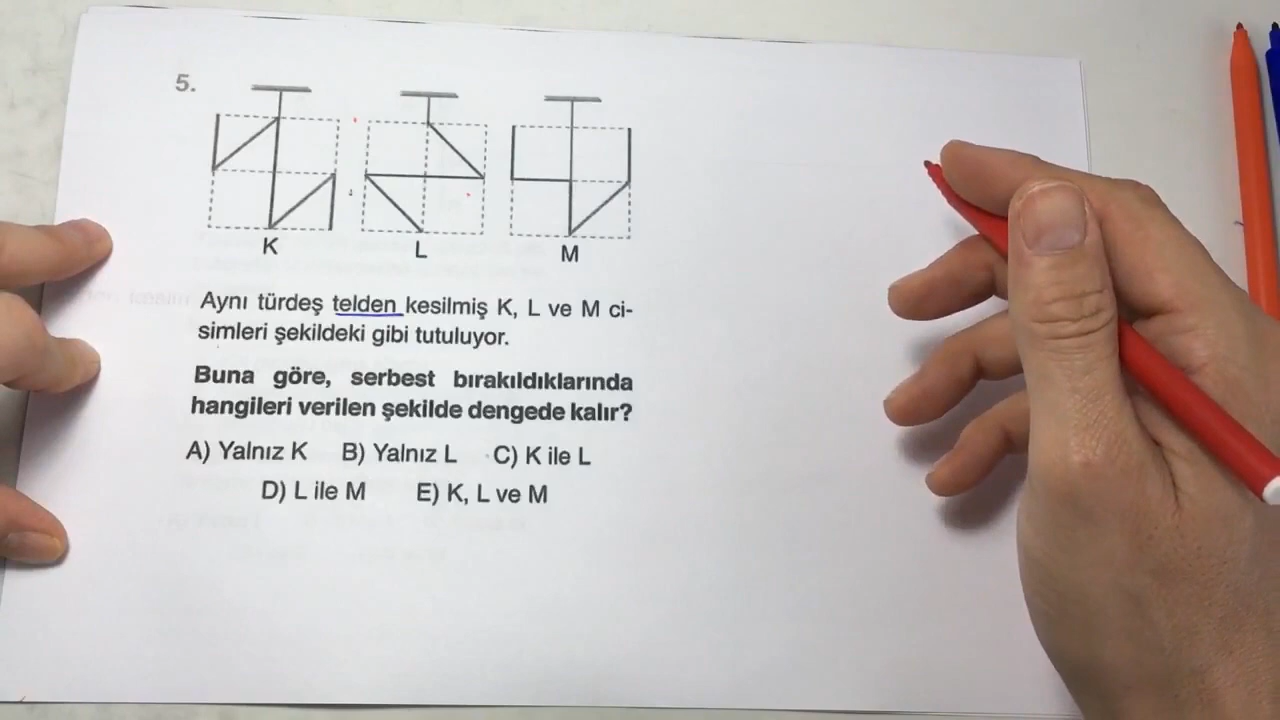 5.
K L M
Aynı türdeş telden kesilmiş K, L ve M ci-
simleri şekildeki gibi tutuluyor.
Buna göre, serbest bırakıldıklarında
hangileri verilen şekilde dengede kalır?
A) Yalnız K B) Yalnız L C) K ile L
D) L ile M E) K, L ve M